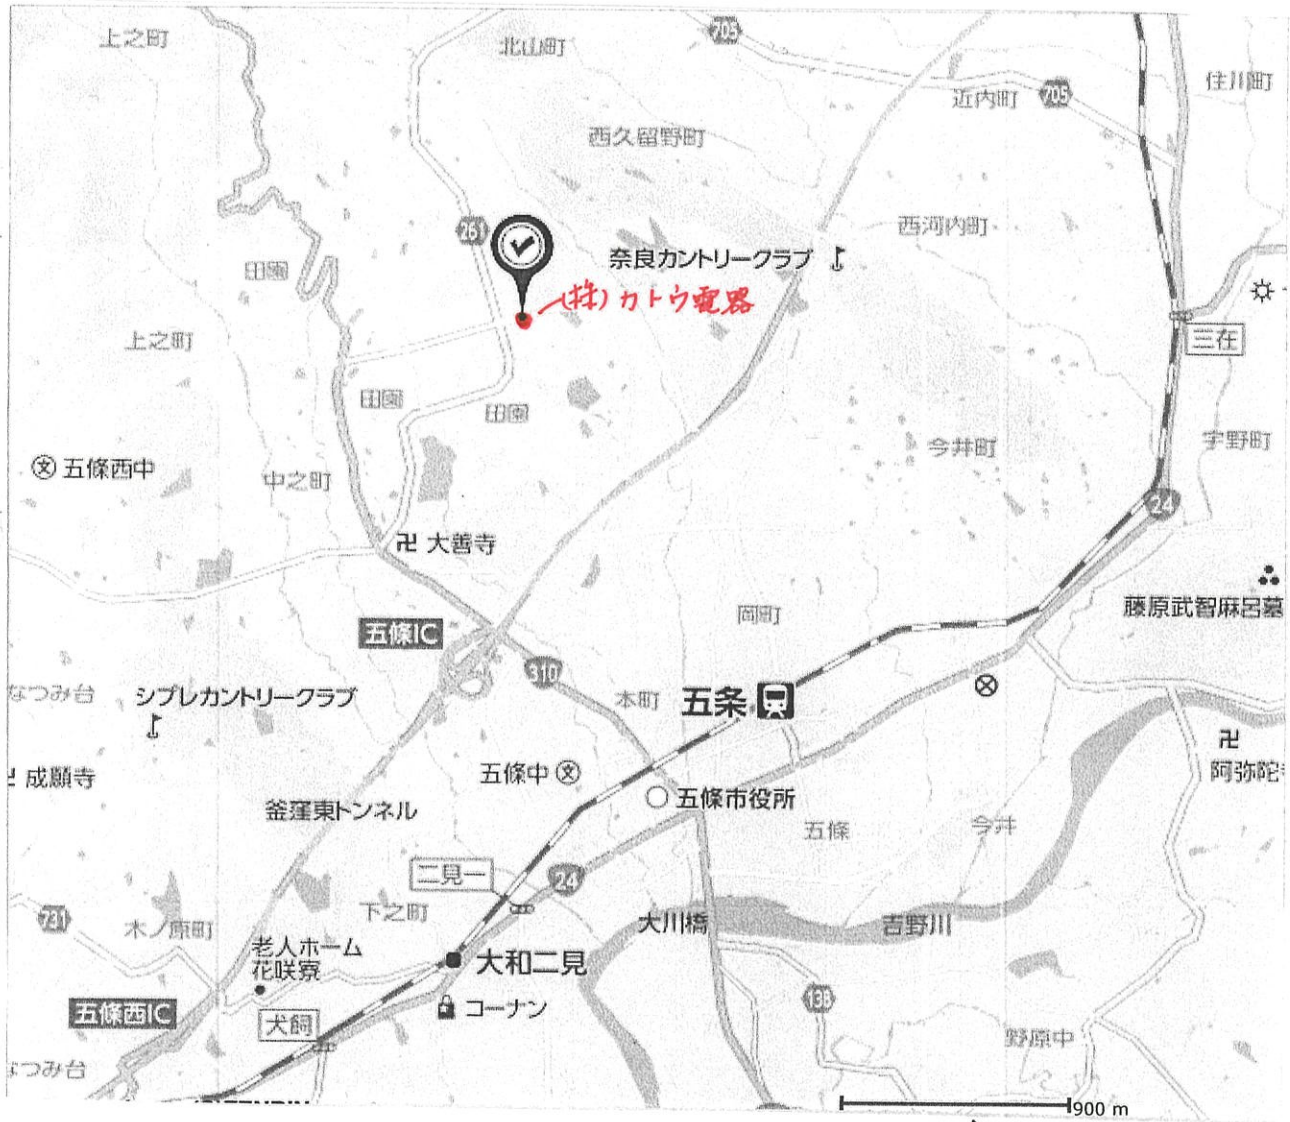 上之町
北山町
705
住川町
近内町
705
西久留野町
261
西河内町
奈良カントリークラブ
田園
(株)カトウ電器
上之町
三在
田園
田園
宇野町
今井町
五條西中
中之町
24
大善寺
藤原武智麻呂墓
岡町
五條IC
310
なつみ台
シプレカントリークラブ
本町
五条
成願寺
五條中
阿弥陀
五條市役所
釜窪東トンネル
五條
今井
二見一
24
731
木ノ原町
下之町
大川橋
吉野川
老人ホーム
花咲寮
大和二見
五條西IC
犬飼
コーナン
138
野原中
なつみ台
900 m